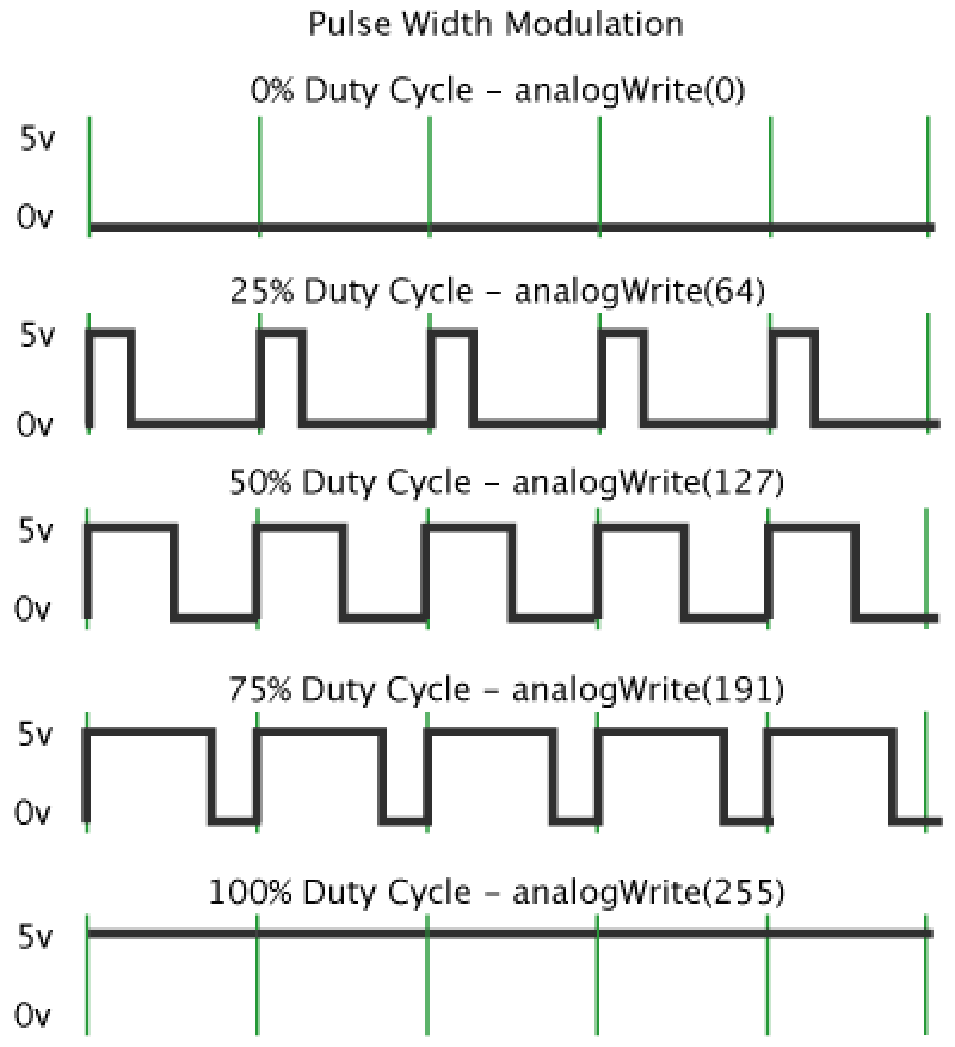 Pulse Width Modulation
0% Duty Cycle – analogWrite(0)
5v
0v
25% Duty Cycle – analogWrite(64)
5v
0v
50% Duty Cycle – analogWrite(127)
5v
0v
75% Duty Cycle – analogWrite(191)
5v
0v
100% Duty Cycle – analogWrite(255)
5v
0v